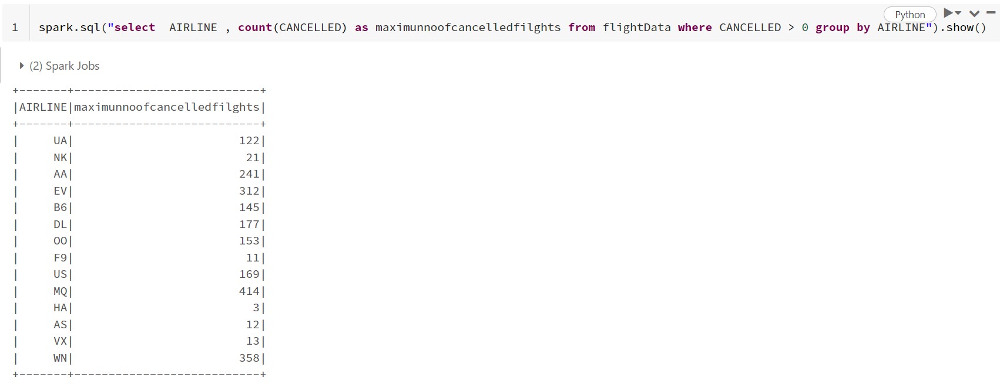 Python
1 spark.sql("select  AIRLINE , count(CANCELLED) as maximunnoofcancelledfilghts from flightData where CANCELLED > 0 group by AIRLINE").show()
(2) Spark Jobs
+-------+---------------------------+
|AIRLINE|maximunnoofcancelledfilghts|
+-------+---------------------------+
|     UA|                        122|
|     NK|                         21|
|     AA|                        241|
|     EV|                        312|
|     B6|                        145|
|     DL|                        177|
|     OO|                        153|
|     F9|                         11|
|     US|                        169|
|     MQ|                        414|
|     HA|                          3|
|     AS|                         12|
|     VX|                         13|
|     WN|                        358|
+-------+---------------------------+